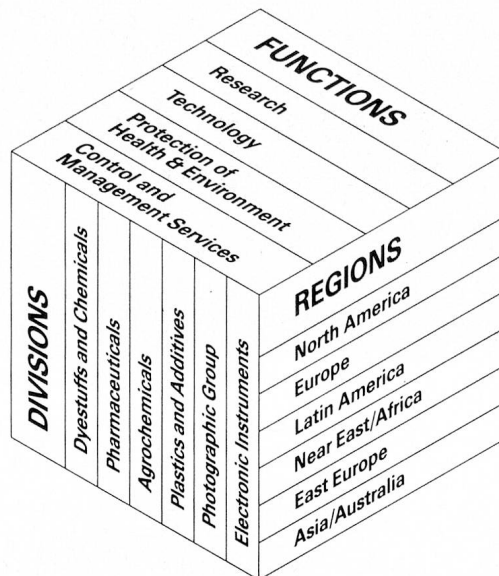 FUNCTIONS
Research
Technology
Protection of
Health & Environment
Control and
Management Services
DIVISIONS
Dyestuffs and Chemicals
Pharmaceuticals
Agrochemicals
Plastics and Additives
Photographic Group
Electronic Instruments
REGIONS
North America
Europe
Latin America
Near East/Africa
East Europe
Asia/Australia